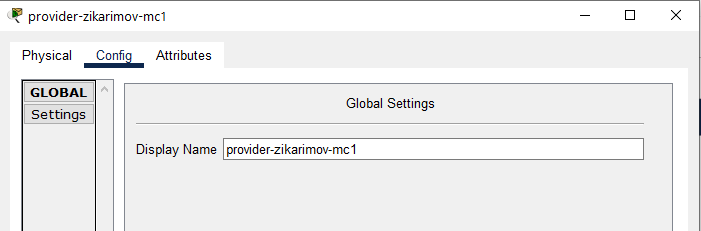 provider-zikarimov-mc1
Physical Config Attributes
GLOBAL
Settings
Global Settings
Display Name provider-zikarimov-mc1